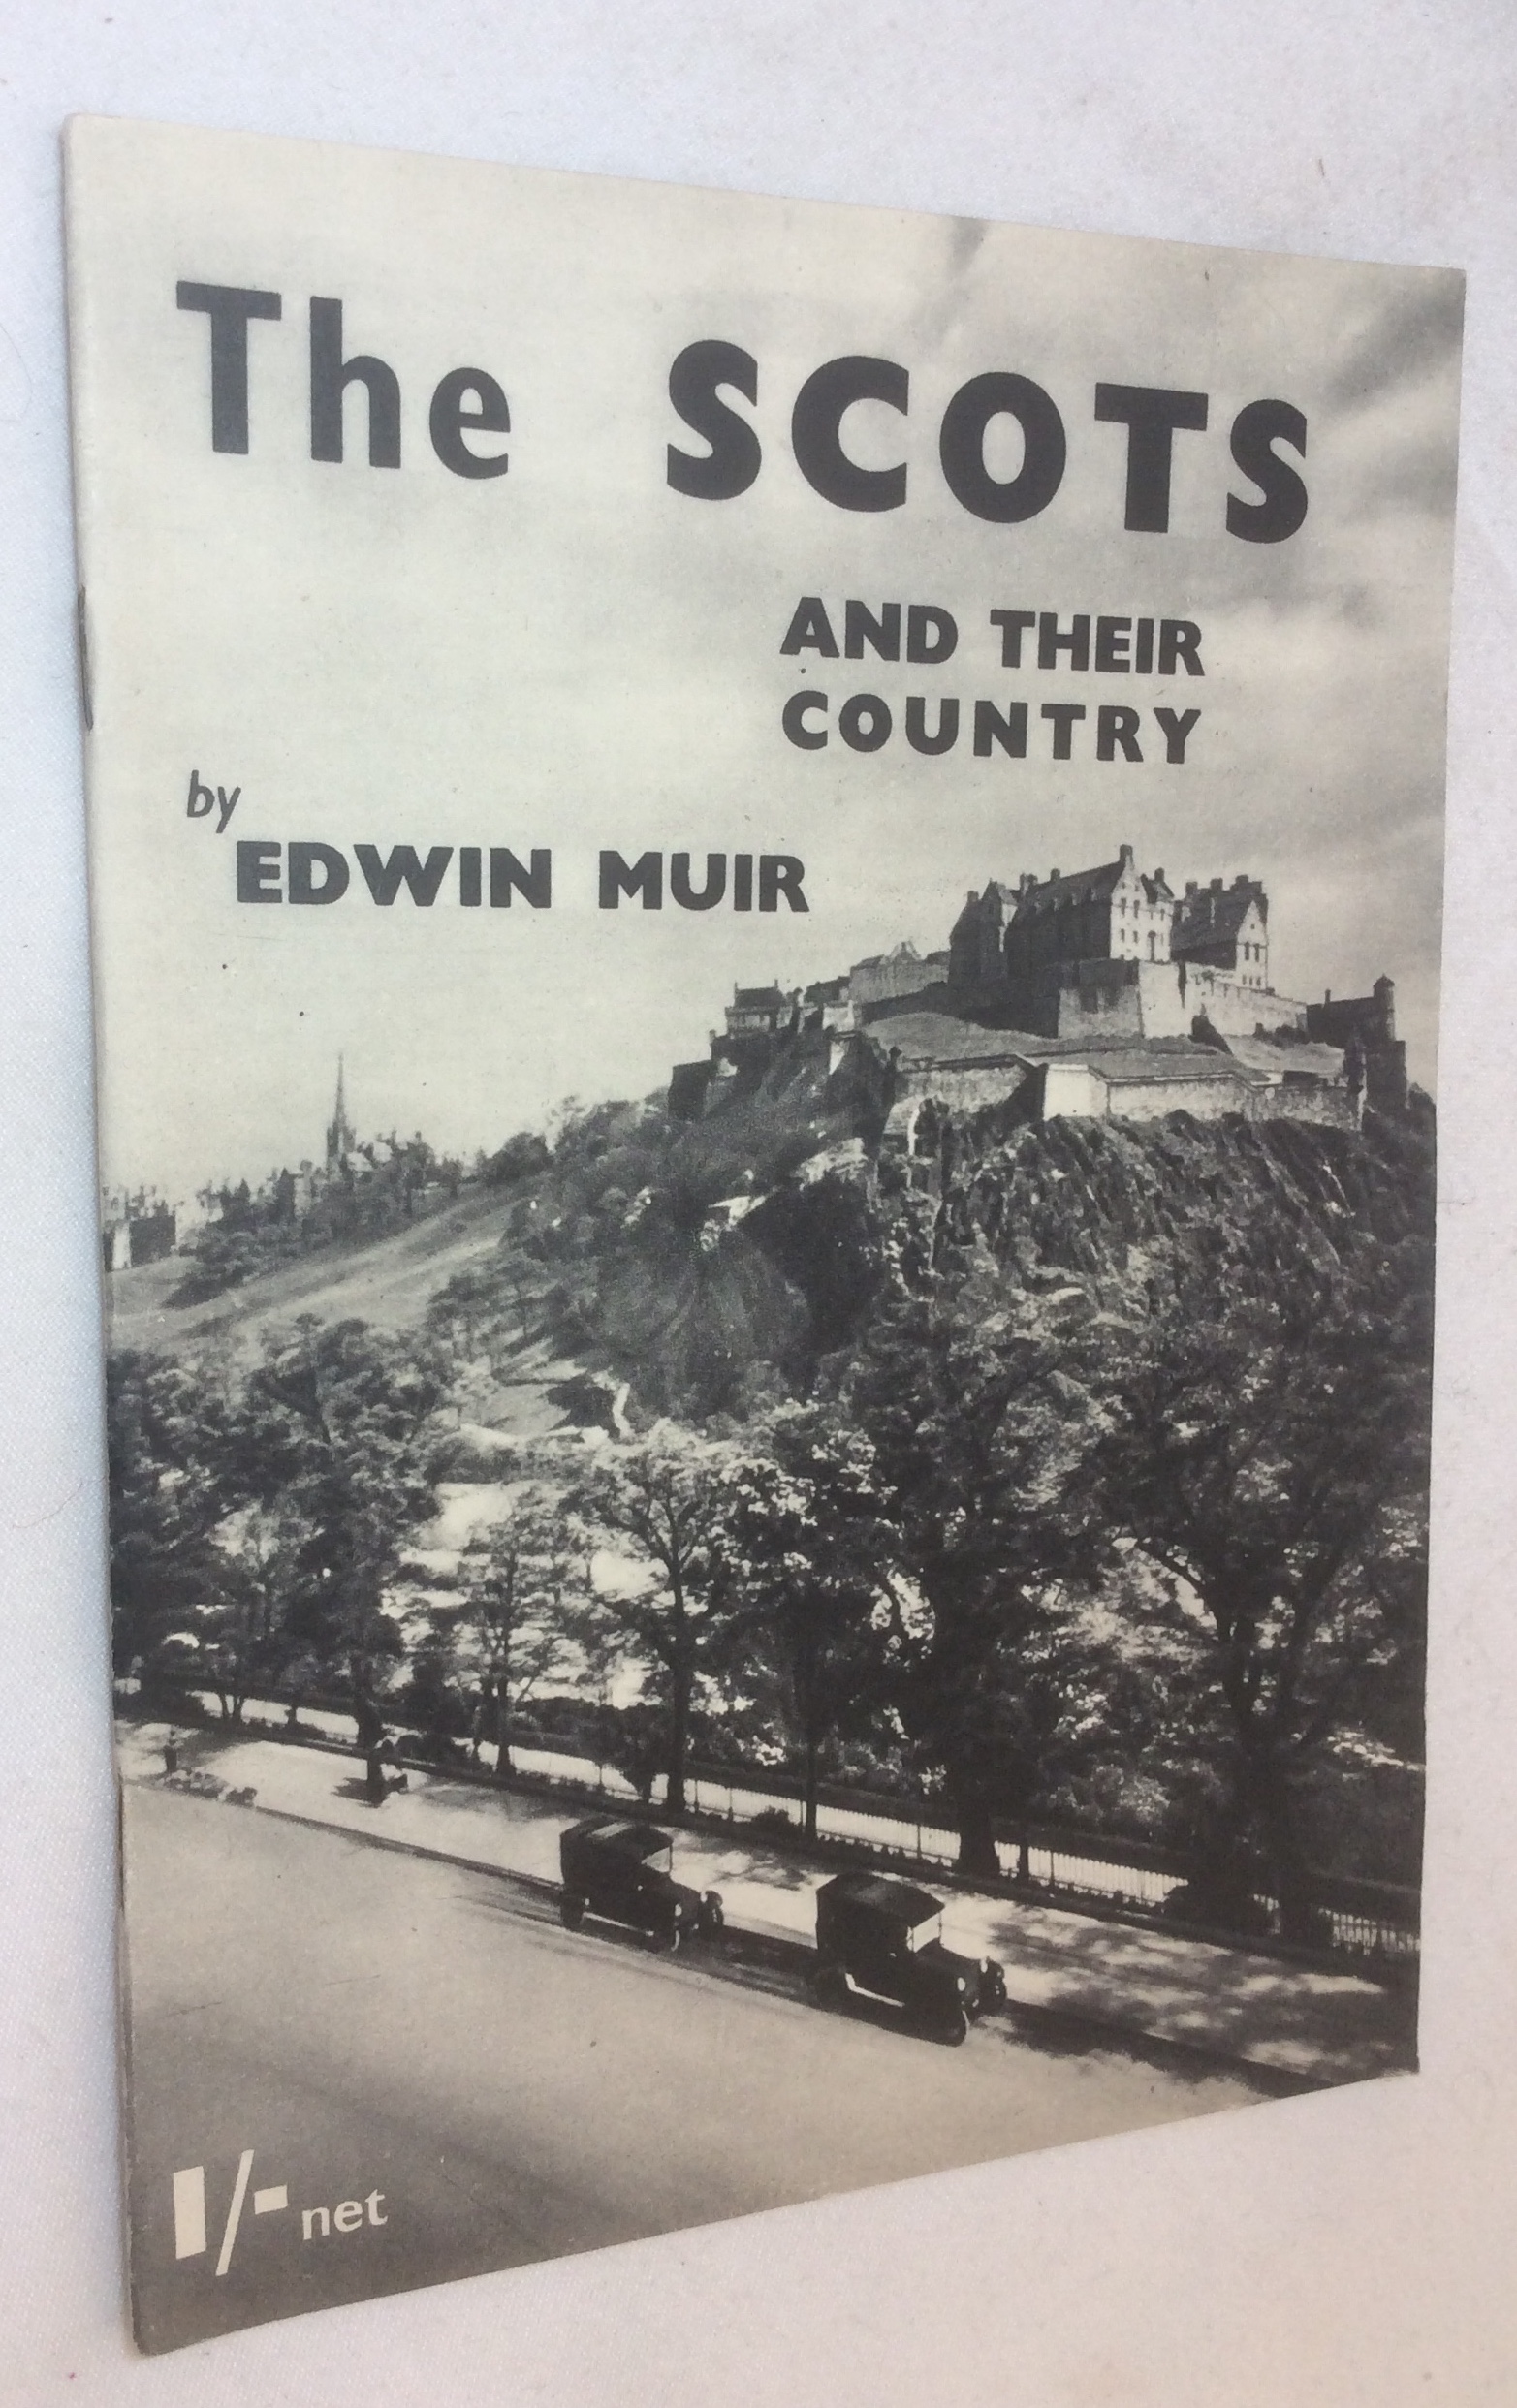 The SCOTS
AND THEIR
COUNTRY
by
EDWIN MUIR
1/- net